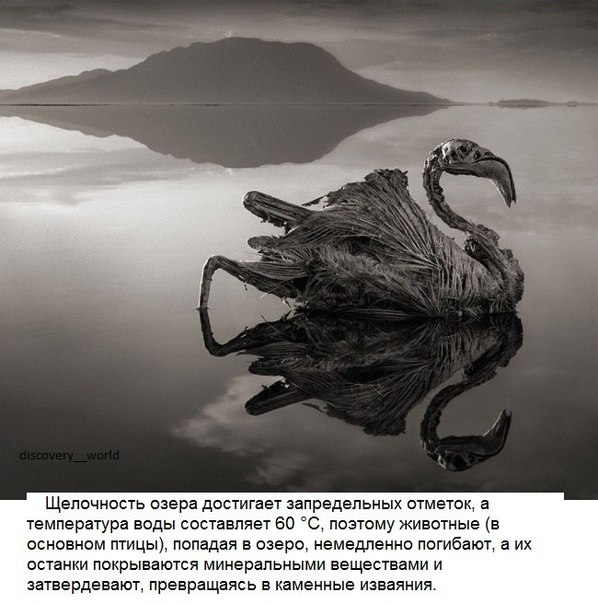 discovery__world
Щелочность озера достигает запредельных отметок, а
температура воды составляет 60 °C, поэтому животные (в
основном птицы), попадая в озеро, немедленно погибают, а их
останки покрываются минеральными веществами и
затвердевают, превращаясь в каменные изваяния.